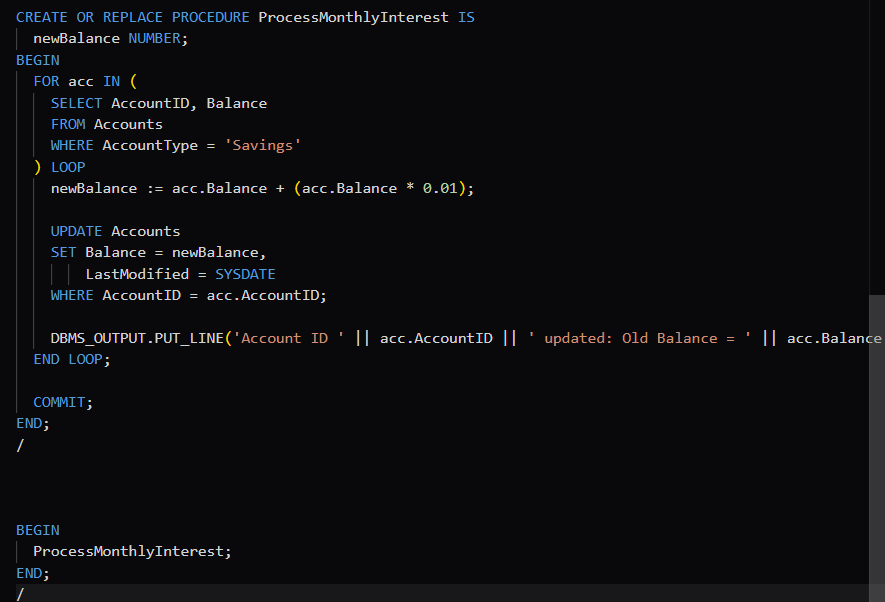 CREATE OR REPLACE PROCEDURE ProcessMonthlyInterest IS
  newBalance NUMBER;
BEGIN
  FOR acc IN (
    SELECT AccountID, Balance
    FROM Accounts
    WHERE AccountType = 'Savings'
  ) LOOP
    newBalance := acc.Balance + (acc.Balance * 0.01);
    UPDATE Accounts
    SET Balance = newBalance,
        LastModified = SYSDATE
    WHERE AccountID = acc.AccountID;
    DBMS_OUTPUT.PUT_LINE('Account ID ' || acc.AccountID || ' updated: Old Balance = ' || acc.Balance
  END LOOP;
  COMMIT;
END;
/
BEGIN
  ProcessMonthlyInterest;
END;
/